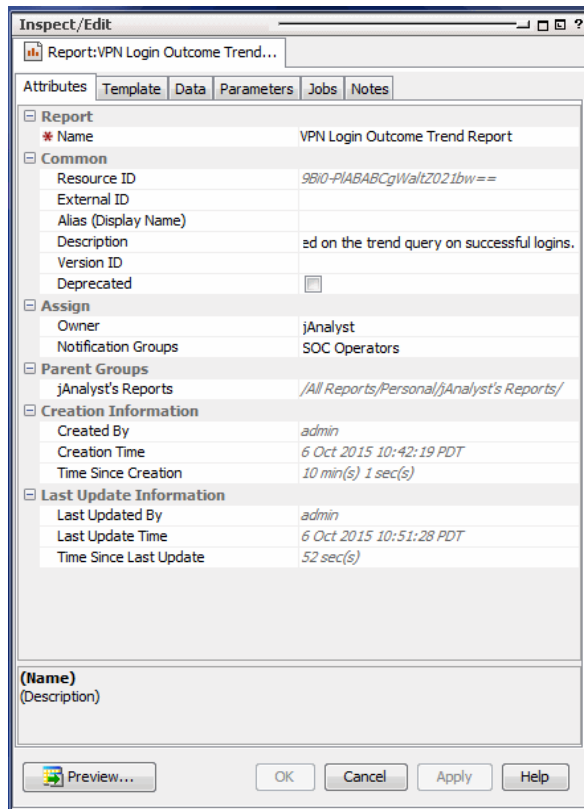 Inspect/Edit
Report:VPN Login Outcome Trend...
Attributes Template Data Parameters Jobs Notes
Report
* Name VPN Login Outcome Trend Report
Common
Resource ID 9Bi0-PlABABCgWaltZ021bw==
External ID
Alias (Display Name)
Description ed on the trend query on successful logins.
Version ID
Deprecated
Assign
Owner jAnalyst
Notification Groups SOC Operators
Parent Groups
jAnalyst's Reports /All Reports/Personal/jAnalyst's Reports/
Creation Information
Created By admin
Creation Time 6 Oct 2015 10:42:19 PDT
Time Since Creation 10 min(s) 1 sec(s)
Last Update Information
Last Updated By admin
Last Update Time 6 Oct 2015 10:51:28 PDT
Time Since Last Update 52 sec(s)
(Name)
(Description)
Preview... OK Cancel Apply Help